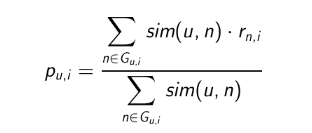 p_{u,i} = \frac{\sum_{n \in G_{u,i}} sim(u, n) \cdot r_{n,i}}{\sum_{n \in G_{u,i}} sim(u, n)}